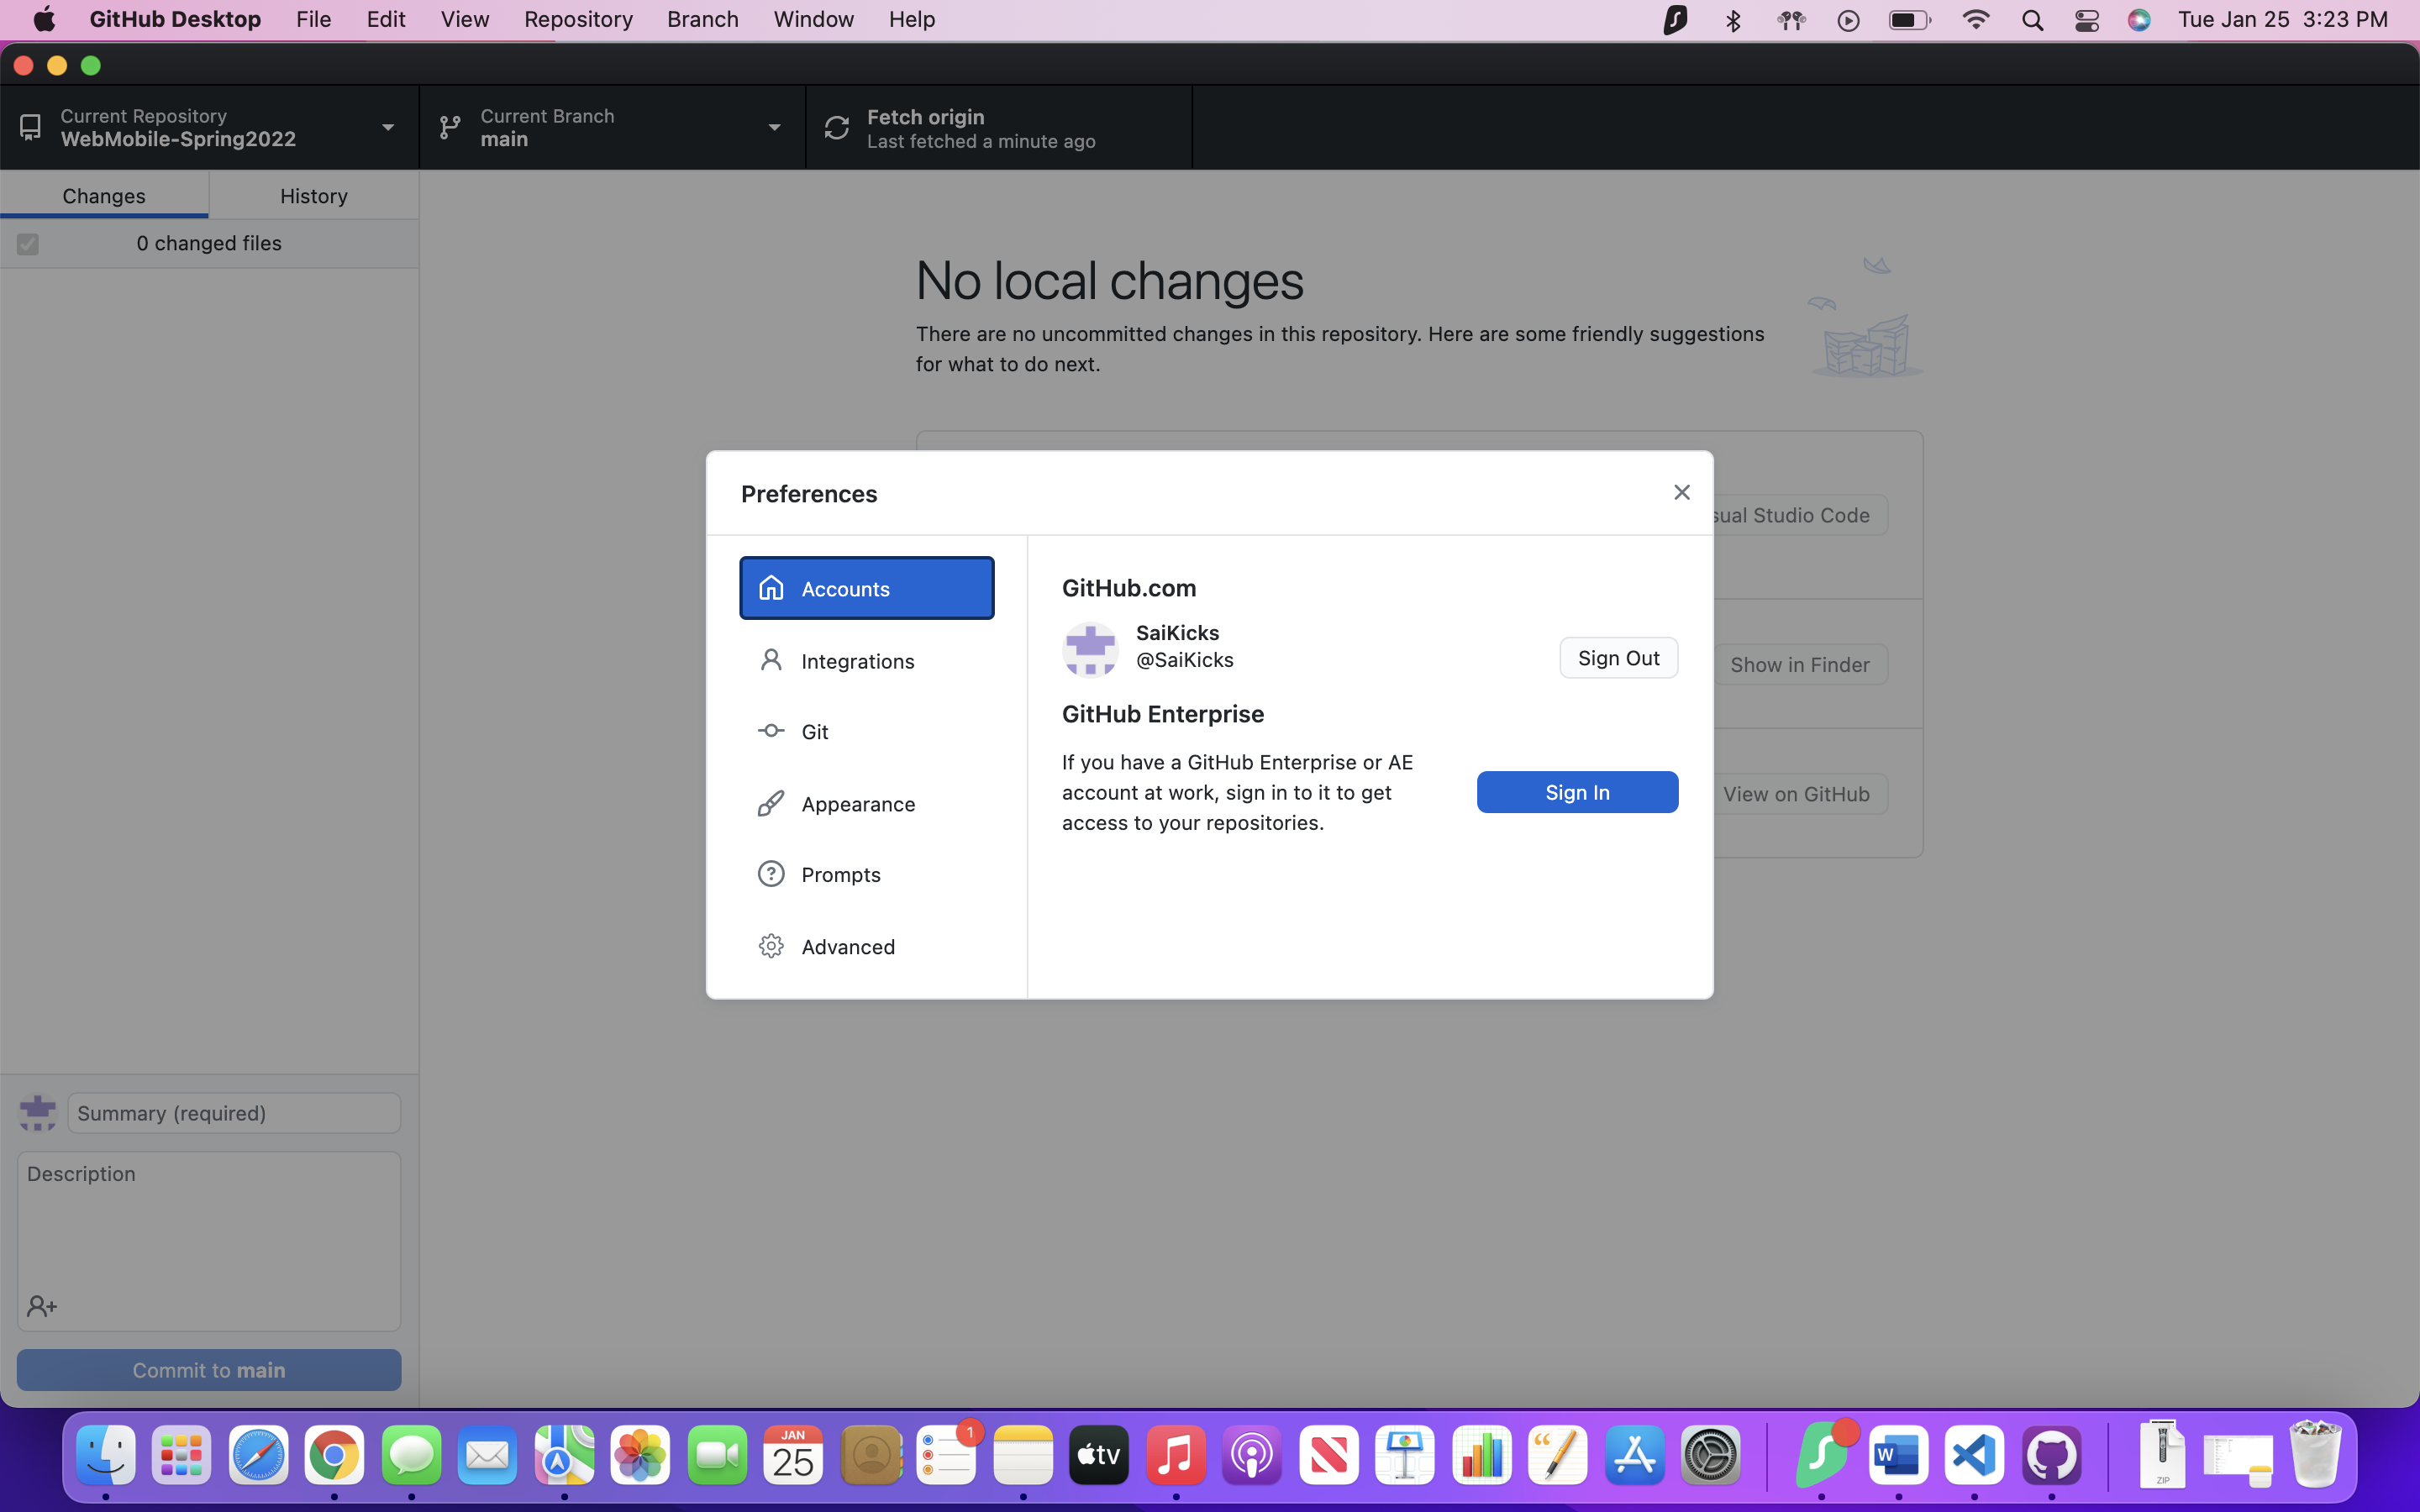 GitHub Desktop File Edit View Repository Branch Window Help Tue Jan 25 3:23 PM
Current Repository
WebMobile-Spring2022
Current Branch
main
Fetch origin
Last fetched a minute ago
Changes History
0 changed files
No local changes
There are no uncommitted changes in this repository. Here are some friendly suggestions
for what to do next.
sual Studio Code
Show in Finder
View on GitHub
Preferences
Accounts
Integrations
Git
Appearance
Prompts
Advanced
GitHub.com
SaiKicks
@SaiKicks
Sign Out
GitHub Enterprise
If you have a GitHub Enterprise or AE
account at work, sign in to it to get
access to your repositories.
Sign In
Summary (required)
Description
Commit to main
JAN
25
1
tv
W
ZIP